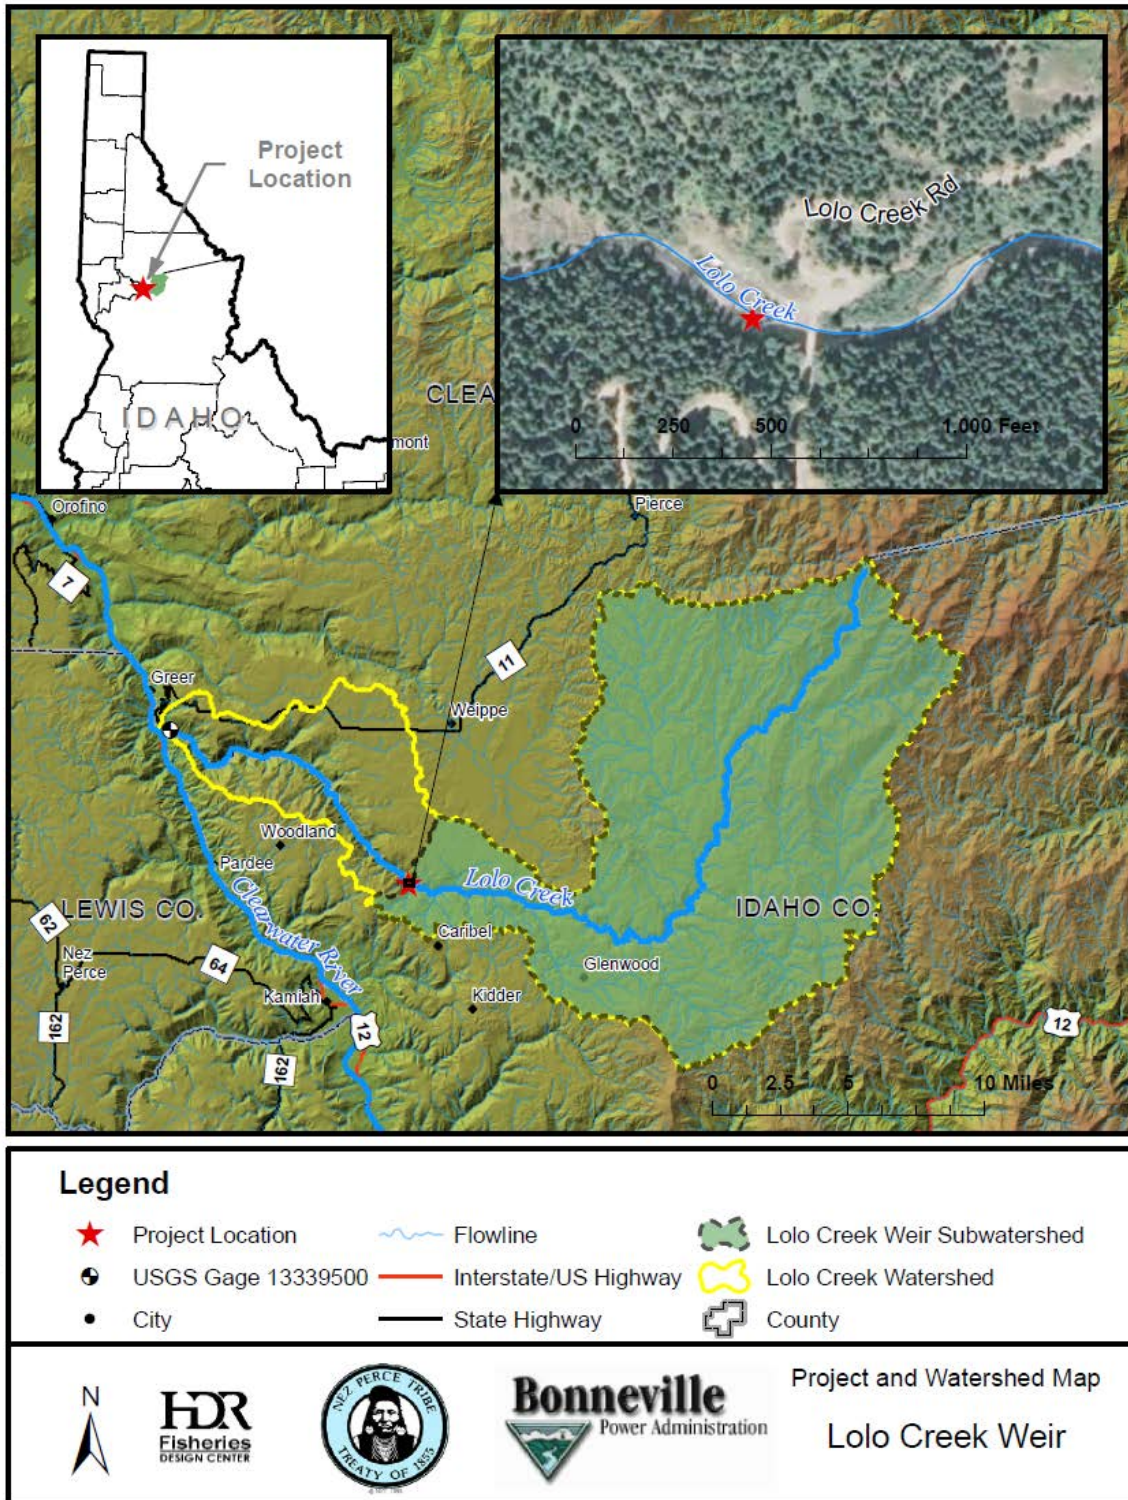 Project
Location
IDAHO
Lolo Creek Rd
Lolo Creek
0 250 500 1,000 Feet
CLEA
mont
Orofino
Pierce
7
11
Greer
Weippe
Woodland
Pardee
Clearwater River
Lolo Creek
LEWIS CO.
IDAHO CO.
62
Caribel
Nez
Perce
64
Glenwood
Kamiah
Kidder
12
12
162
162
0 2.5 5 10 Miles
Legend
Project Location
Flowline
Lolo Creek Weir Subwatershed
USGS Gage 13339500
Interstate/US Highway
Lolo Creek Watershed
City
State Highway
County
N
HDR
Fisheries
DESIGN CENTER
NEZ PERCE TRIBE
TREATY OF 1855
Bonneville
Power Administration
Project and Watershed Map
Lolo Creek Weir